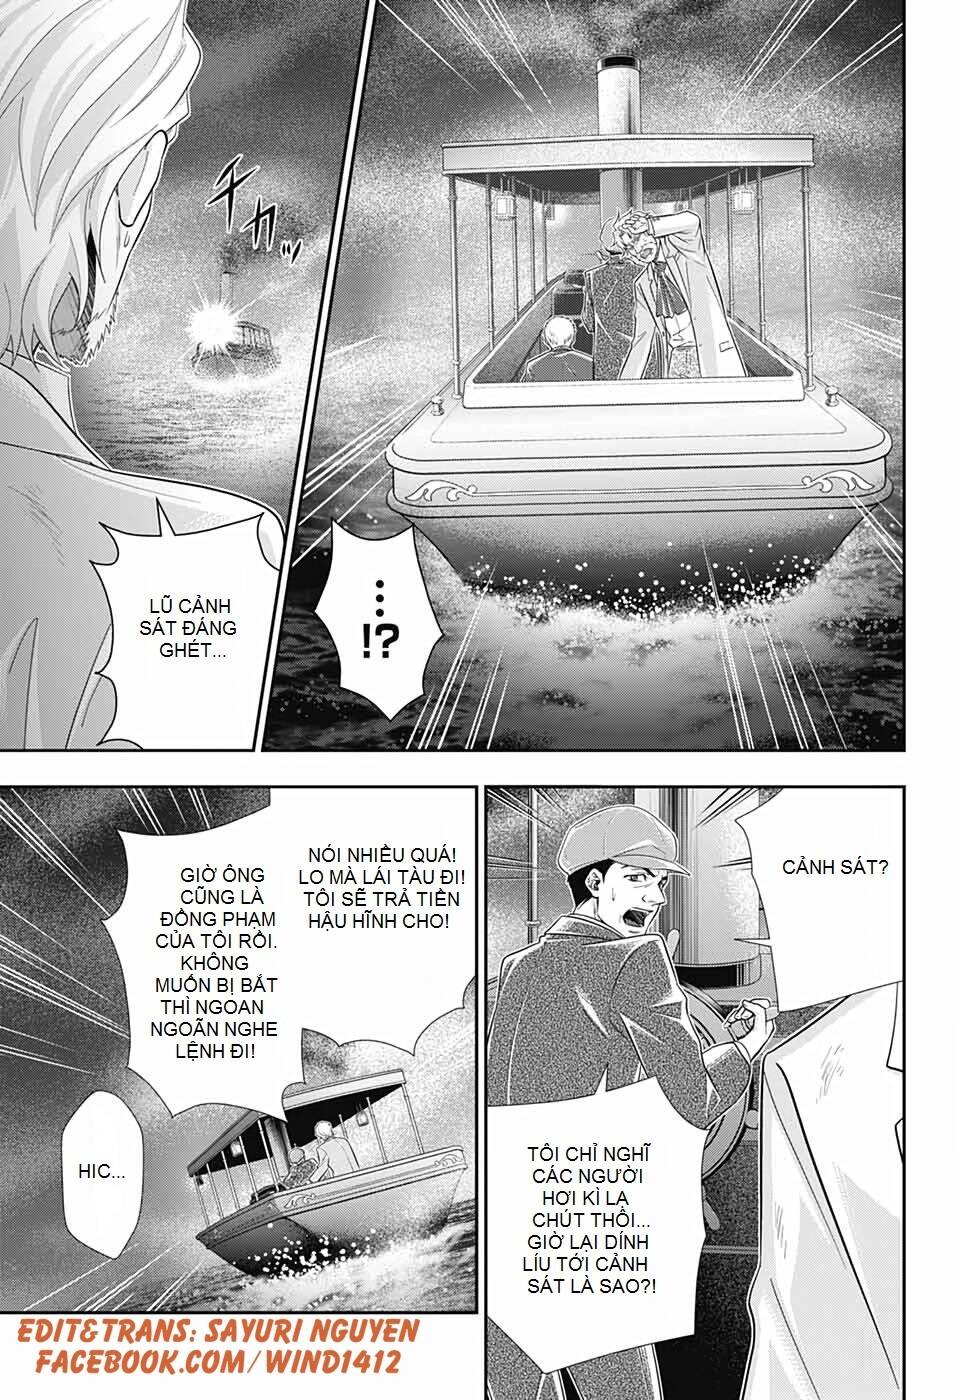 チカッ
...
!?
LŨ CẢNH
SÁT ĐÁNG
GHÉT...
CẢNH SÁT?
TÔI CHỈ NGHĨ
CÁC NGƯỜI
HƠI KÌ LẠ
CHÚT THÔI...
GIỜ LẠI DÍNH
LÍU TỚI CẢNH
SÁT LÀ SAO?!
NÓI NHIỀU QUÁ!
LO MÀ LÁI TÀU ĐI!
TÔI SẼ TRẢ TIỀN
HẬU HĨNH CHO!
GIỜ ÔNG
CŨNG LÀ
ĐỒNG PHẠM
CỦA TÔI RỒI.
KHÔNG
MUỐN BỊ BẮT
THÌ NGOAN
NGOÃN NGHE
LỆNH ĐI!
HIC...
EDIT&TRANS: SAYURI NGUYEN
FACEBOOK.COM/WIND1412